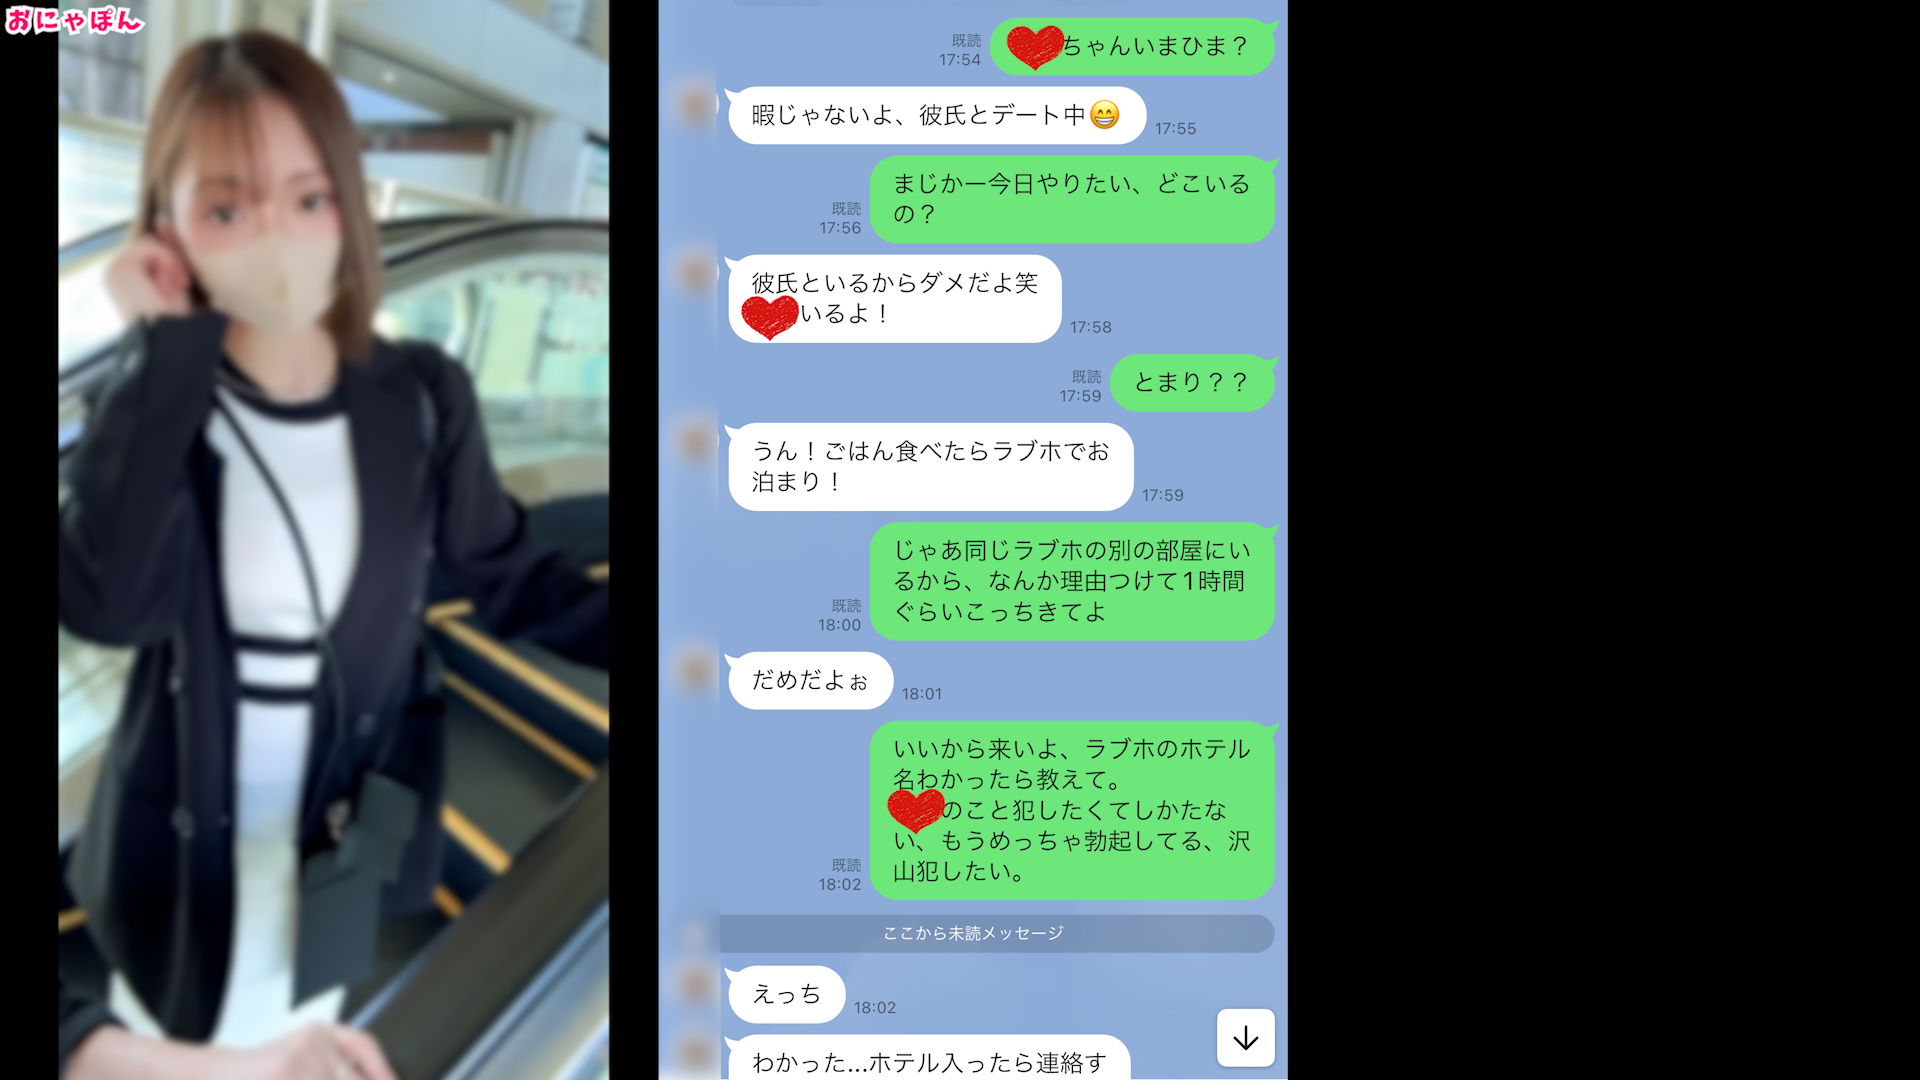 おにゃぽん
ちゃんいまひま？
既読
17:54
暇じゃないよ、彼氏とデート中😁
17:55
まじかー今日やりたい、どこいる
の？
既読
17:56
彼氏といるからダメだよ笑
いるよ！
17:58
とまり？？
既読
17:59
うん！ごはん食べたらラブホでお
泊まり！
17:59
じゃあ同じラブホの別の部屋にい
るから、なんか理由つけて1時間
ぐらいこっちきてよ
既読
18:00
だめだよぉ
18:01
いいから来いよ、ラブホのホテル
名わかったら教えて。
のこと犯したくてしかたな
い、もうめっちゃ勃起してる、沢
山犯したい。
既読
18:02
ここから未読メッセージ
えっち
18:02
わかった...ホテル入ったら連絡す